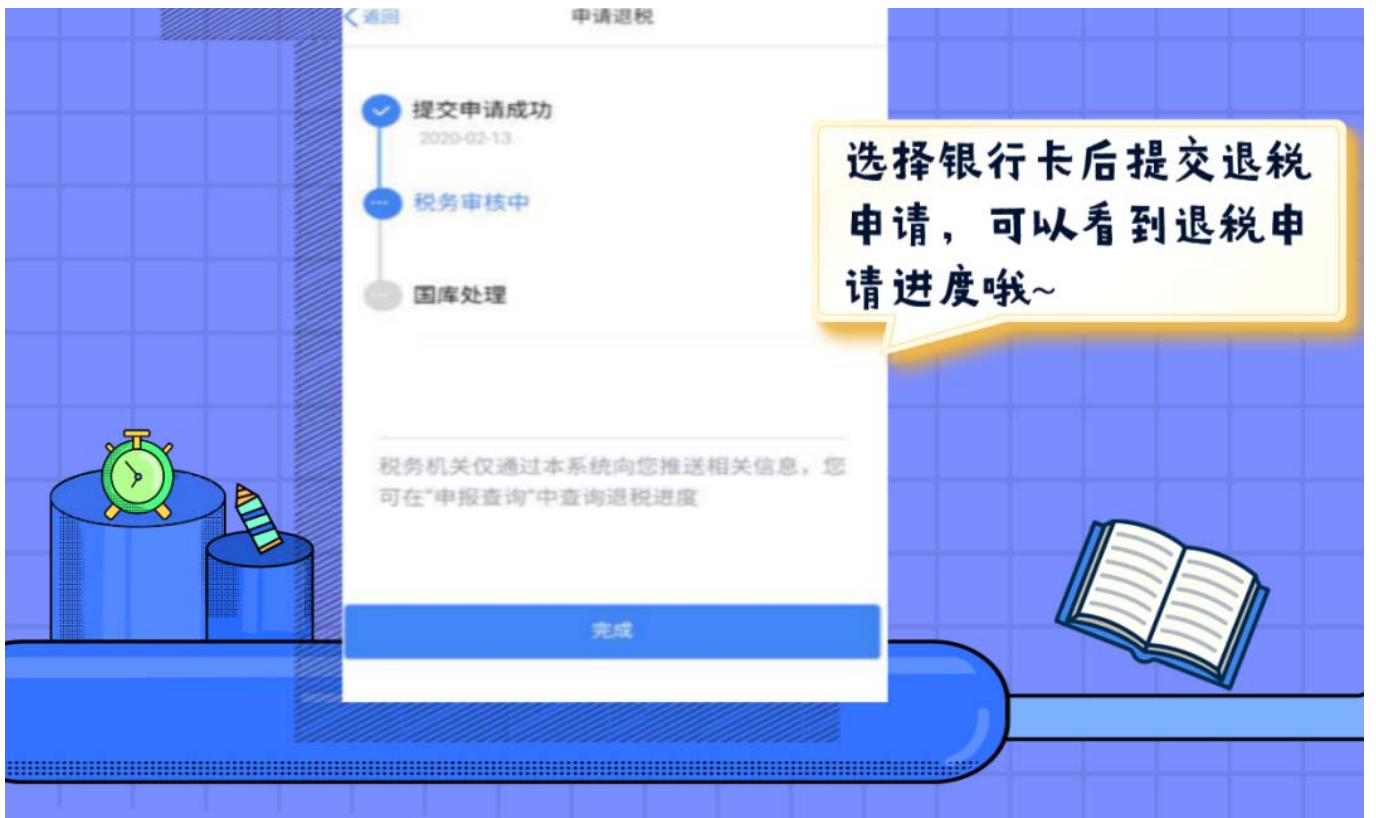 返回
申请退税
提交申请成功
2020-02-13
税务审核中
国库处理
选择银行卡后提交退税
申请，可以看到退税申
请进度哦~
税务机关仅通过本系统向您推送相关信息，您
可在"申报查询"中查询退税进度
完成